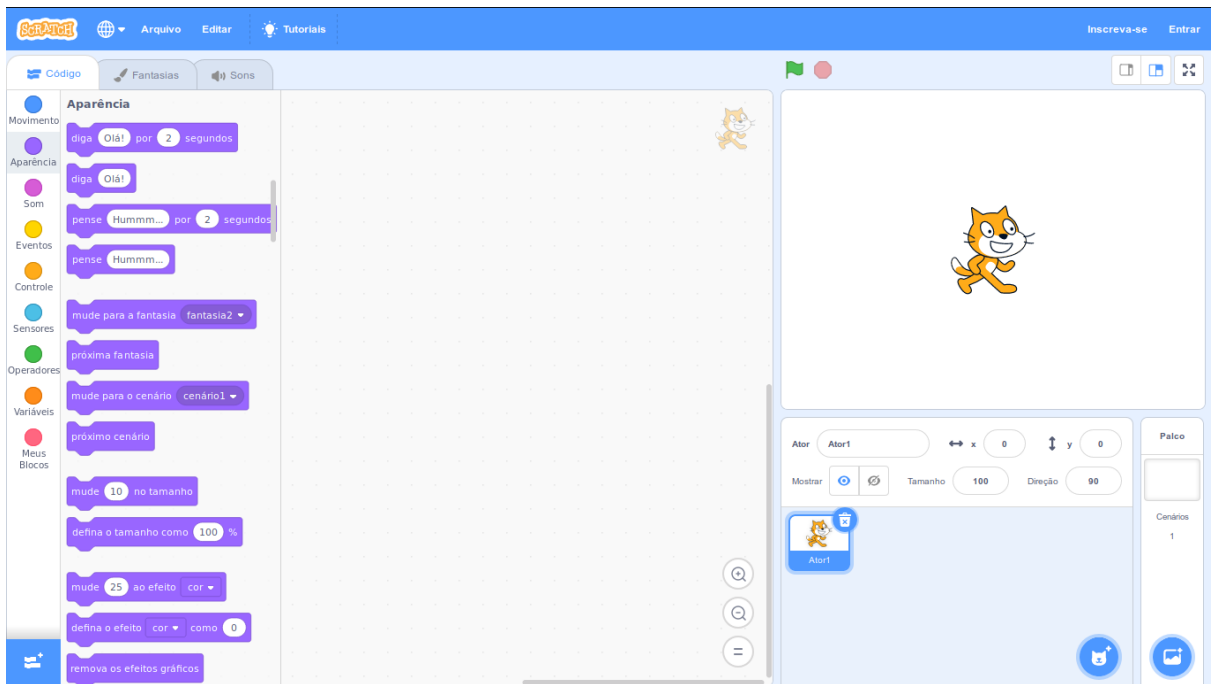 SCRATCH Arquivo Editar Tutoriais Inscreva-se Entrar
Código Fantasias Sons
Movimento
Aparência
Som
Eventos
Controle
Sensores
Operadores
Variáveis
Meus
Blocos
Aparência
diga Olá! por 2 segundos
diga Olá!
pense Hummm... por 2 segundos
pense Hummm...
mude para a fantasia fantasia2
próxima fantasia
mude para o cenário cenário1
próximo cenário
mude 10 no tamanho
defina o tamanho como 100 %
mude 25 ao efeito cor
defina o efeito cor como 0
remova os efeitos gráficos
=
Ator Ator1 x 0 y 0
Mostrar Tamanho 100 Direção 90
Ator1
Palco
Cenários
1